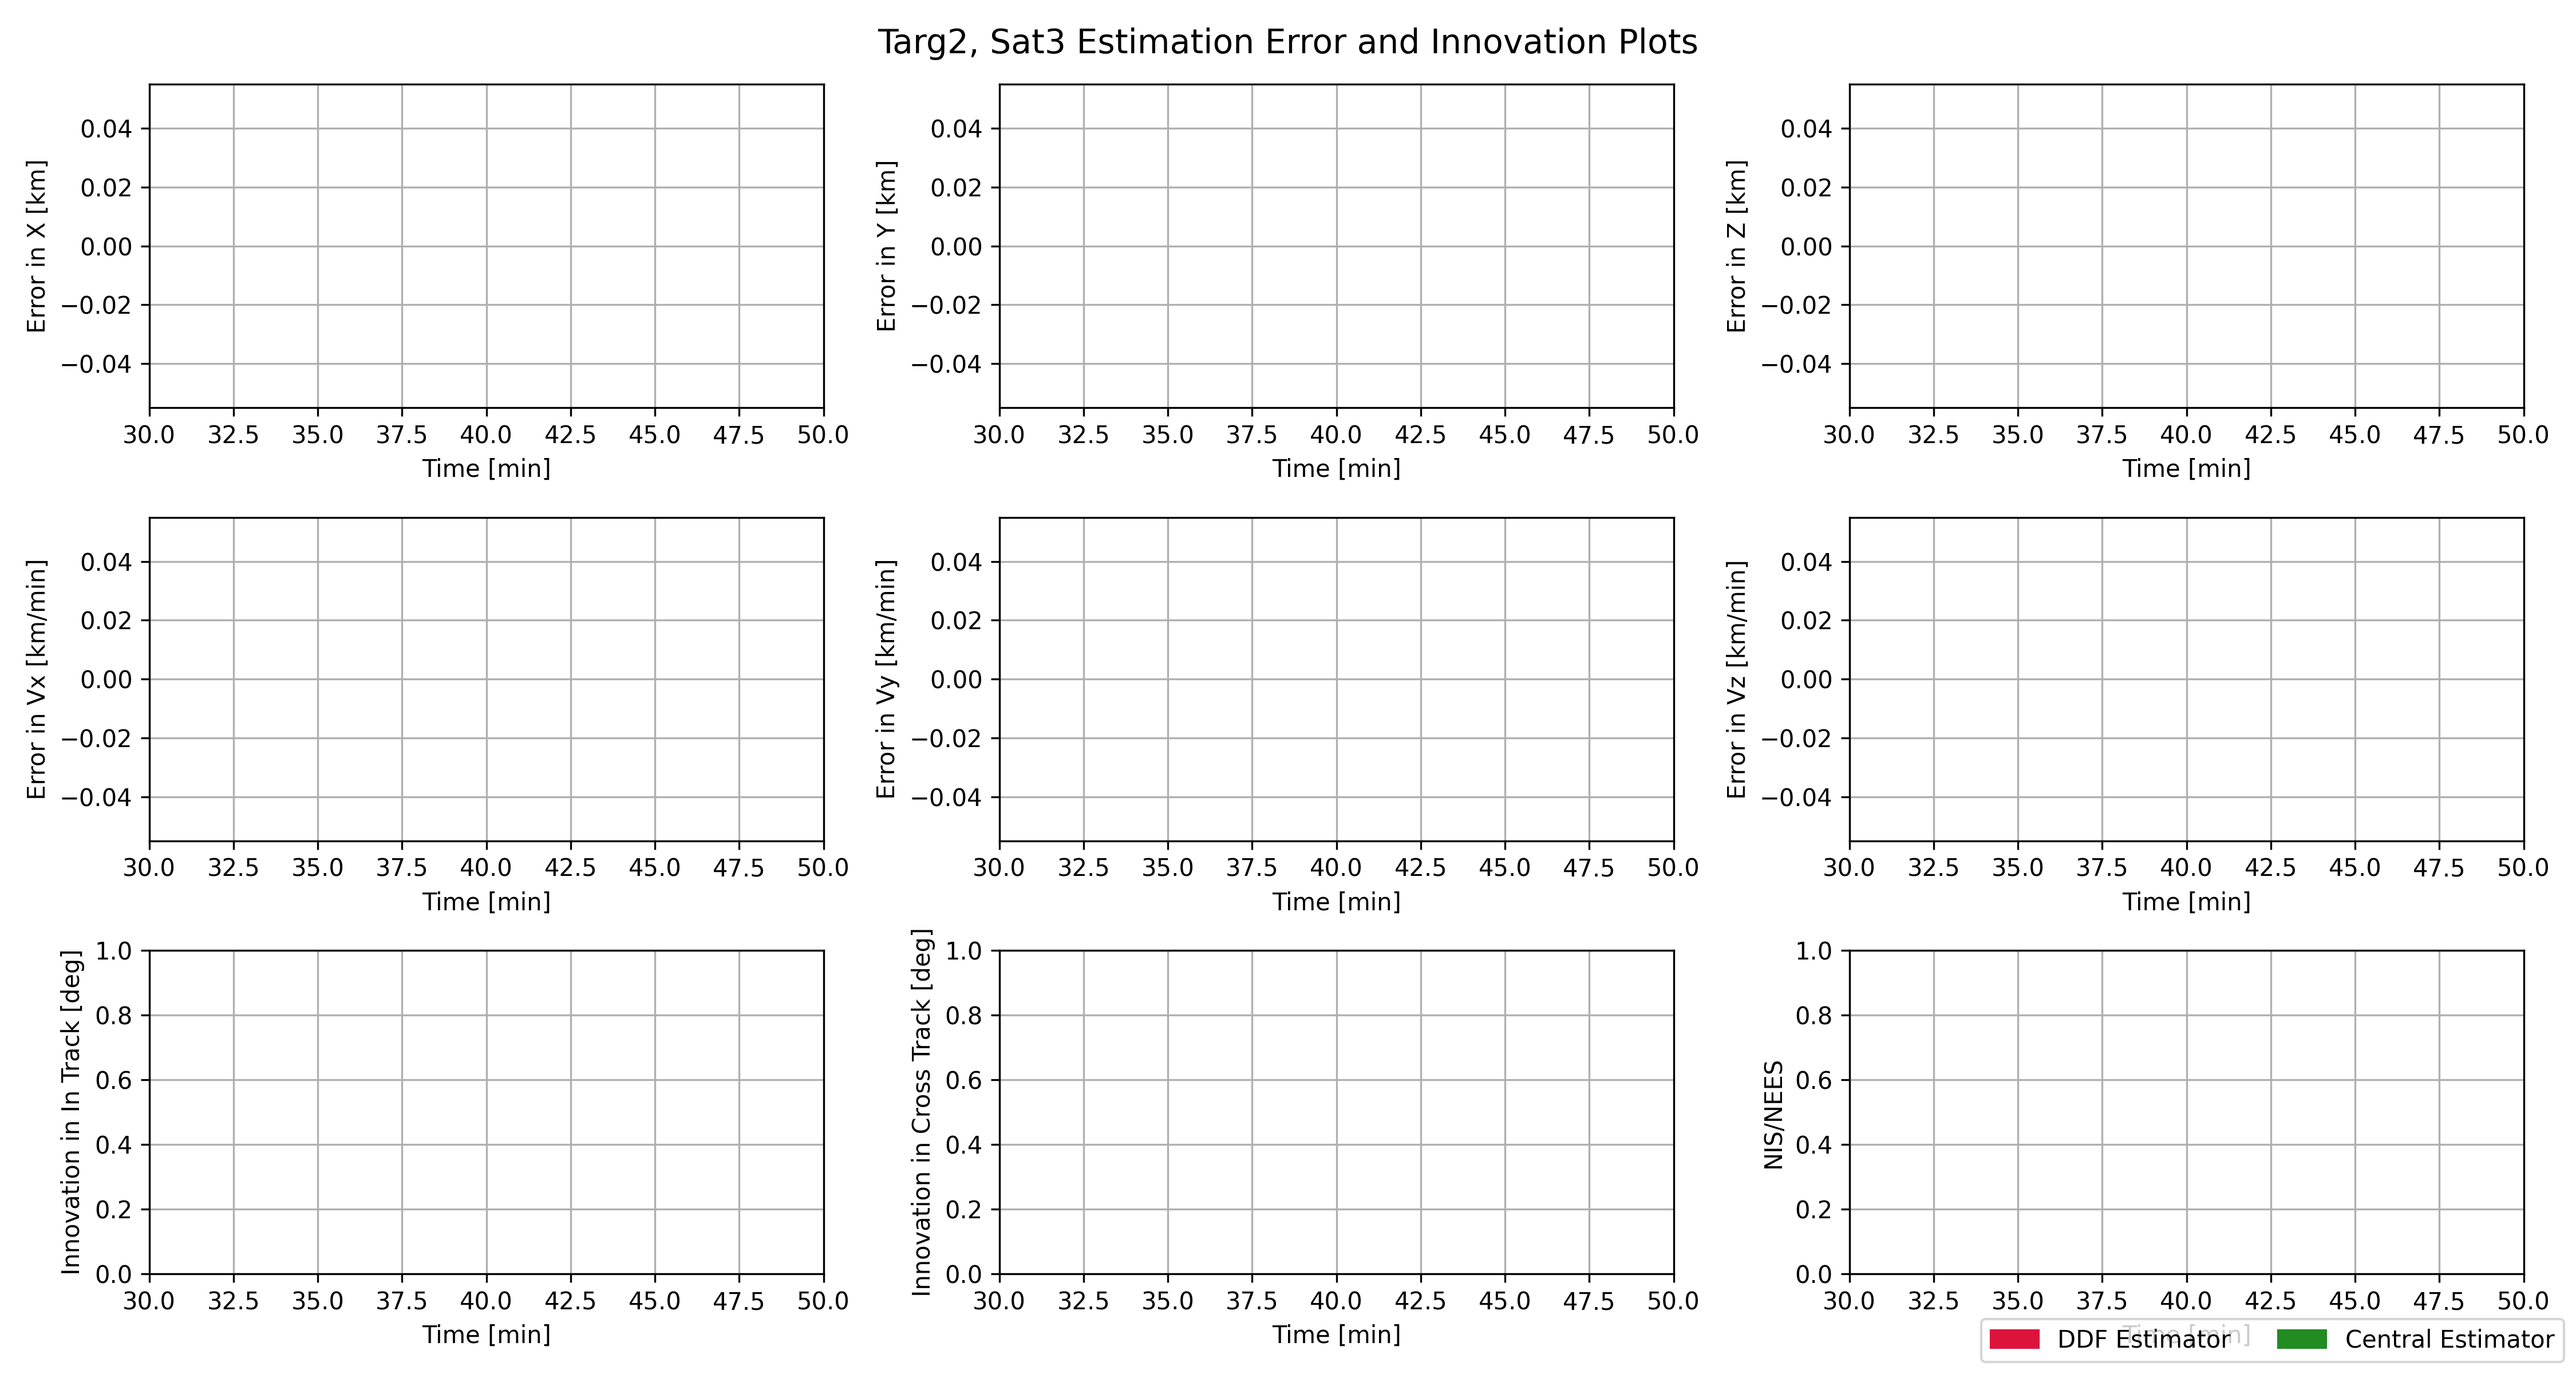 Targ2, Sat3 Estimation Error and Innovation Plots
Error in X [km]
0.04
0.02
0.00
−0.02
−0.04
30.0 32.5 35.0 37.5 40.0 42.5 45.0 47.5 50.0
Time [min]
Error in Y [km]
0.04
0.02
0.00
−0.02
−0.04
30.0 32.5 35.0 37.5 40.0 42.5 45.0 47.5 50.0
Time [min]
Error in Z [km]
0.04
0.02
0.00
−0.02
−0.04
30.0 32.5 35.0 37.5 40.0 42.5 45.0 47.5 50.0
Time [min]
Error in Vx [km/min]
0.04
0.02
0.00
−0.02
−0.04
30.0 32.5 35.0 37.5 40.0 42.5 45.0 47.5 50.0
Time [min]
Error in Vy [km/min]
0.04
0.02
0.00
−0.02
−0.04
30.0 32.5 35.0 37.5 40.0 42.5 45.0 47.5 50.0
Time [min]
Error in Vz [km/min]
0.04
0.02
0.00
−0.02
−0.04
30.0 32.5 35.0 37.5 40.0 42.5 45.0 47.5 50.0
Time [min]
Innovation in In Track [deg]
1.0
0.8
0.6
0.4
0.2
0.0
30.0 32.5 35.0 37.5 40.0 42.5 45.0 47.5 50.0
Time [min]
Innovation in Cross Track [deg]
1.0
0.8
0.6
0.4
0.2
0.0
30.0 32.5 35.0 37.5 40.0 42.5 45.0 47.5 50.0
Time [min]
NIS/NEES
1.0
0.8
0.6
0.4
0.2
0.0
30.0 32.5 35.0 37.5 40.0 42.5 45.0 47.5 50.0
Time [min]
DDF Estimator Central Estimator